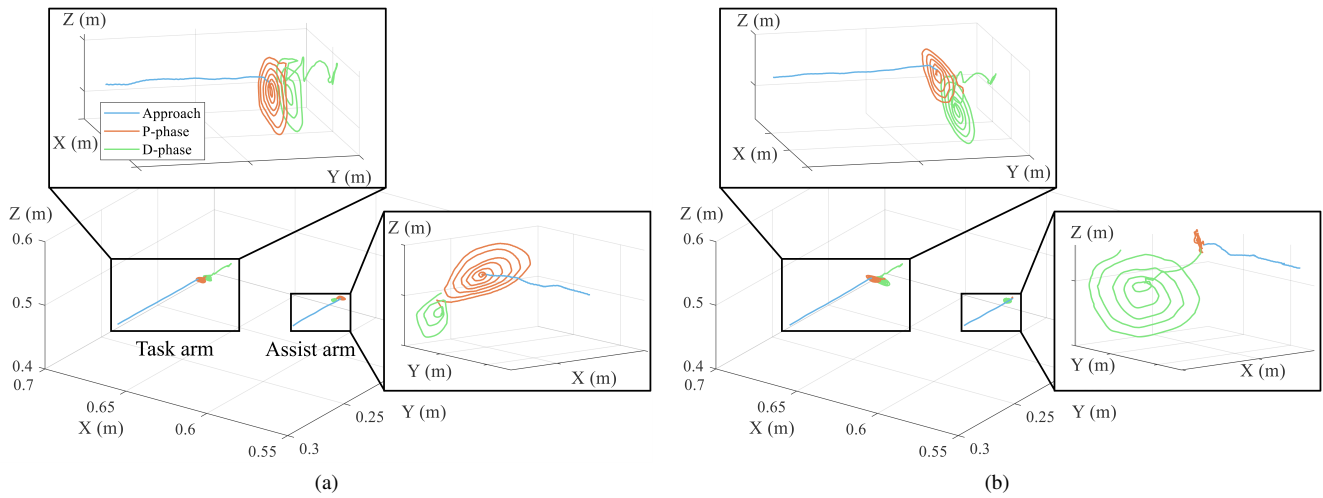 Z (m)
Approach
P-phase
D-phase
X (m)
Y (m)
Z (m)
0.6
0.5
0.4
0.7
0.65
X (m)
0.6
0.55
0.3
0.25
Y (m)
Task arm
Assist arm
Z (m)
Y (m)
X (m)
(a)
Z (m)
X (m)
Y (m)
Z (m)
0.6
0.5
0.4
0.7
0.65
X (m)
0.6
0.55
0.3
0.25
Y (m)
Z (m)
Y (m)
X (m)
(b)